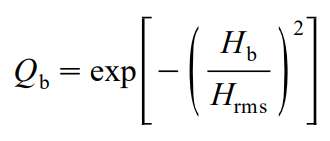 Q_b = exp[ − ( H_b / H_rms )^2 ]